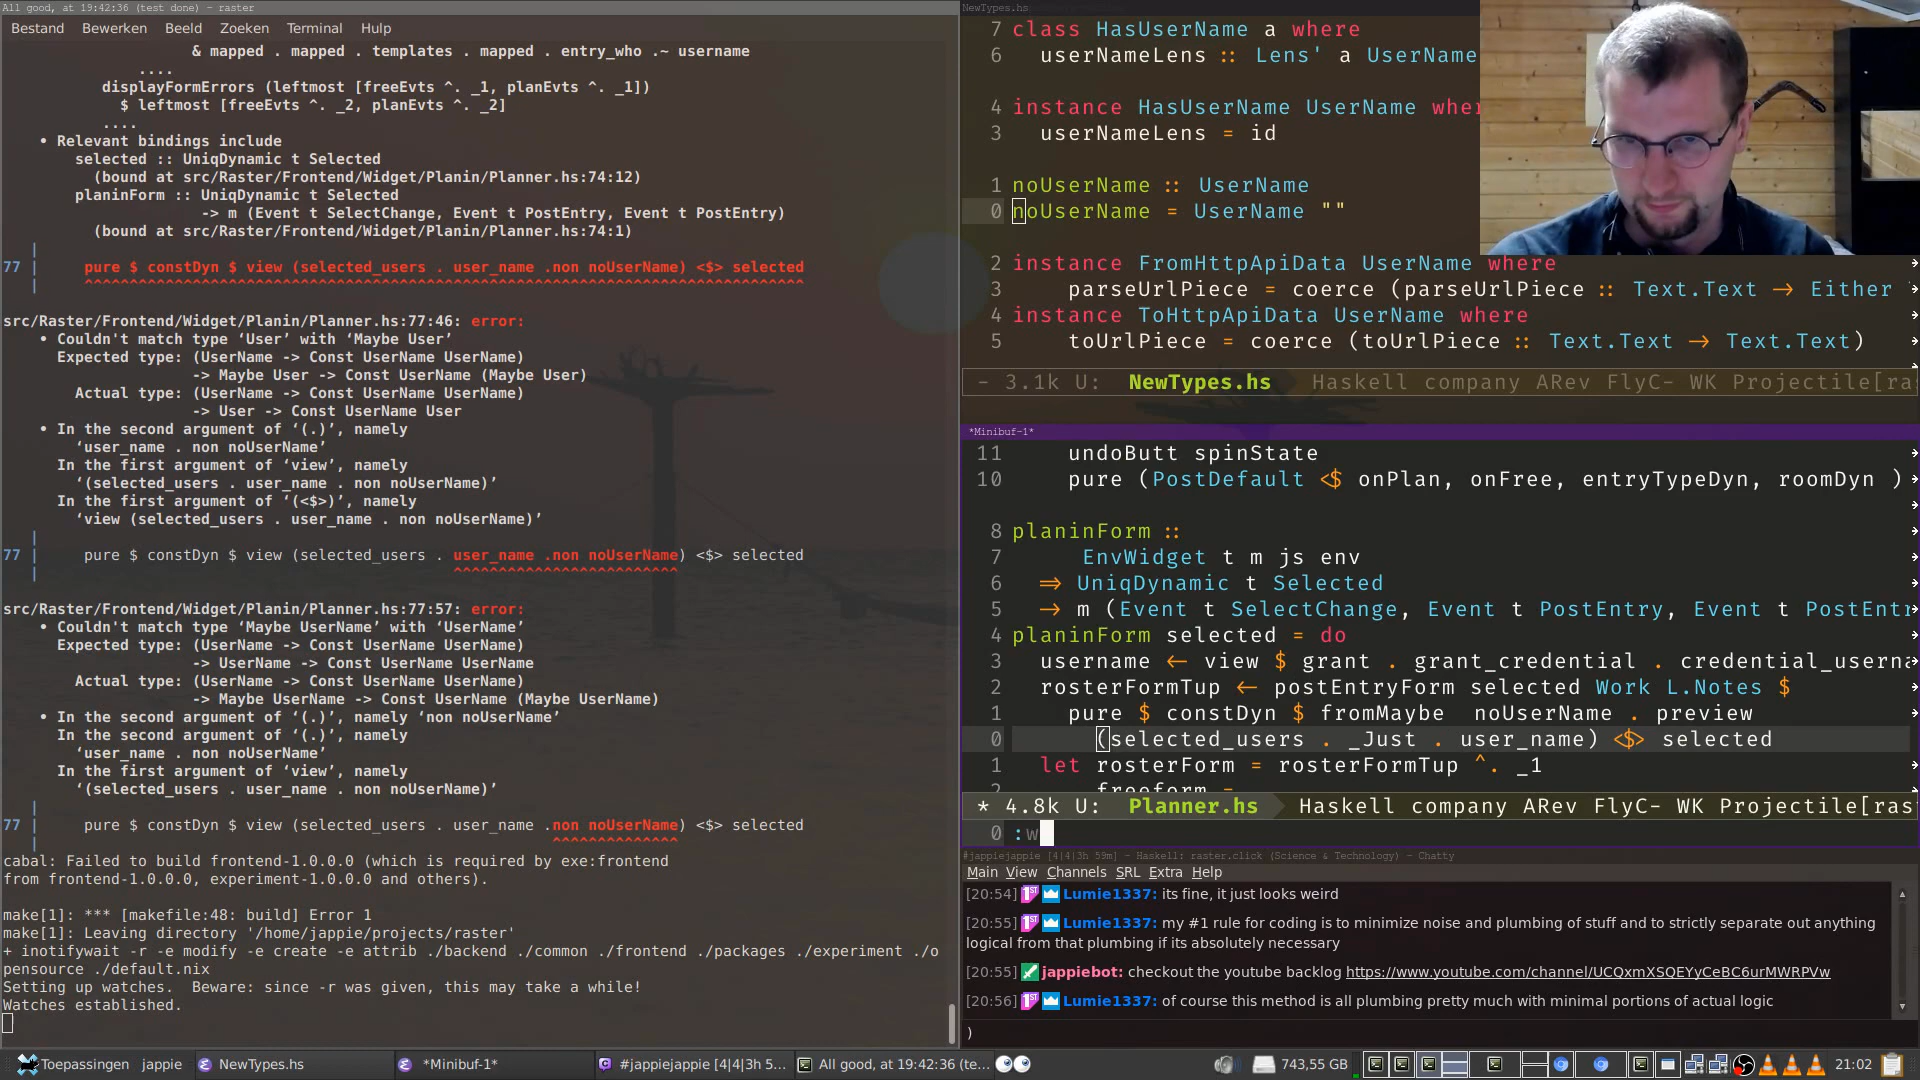 All good, at 19:42:36 (test done) - raster
Bestand Bewerken Beeld Zoeken Terminal Hulp
& mapped . mapped . templates . mapped . entry_who .~ username
....
displayFormErrors (leftmost [freeEvts ^. _1, planEvts ^. _1])
$ leftmost [freeEvts ^. _2, planEvts ^. _2]
....
• Relevant bindings include
selected :: UniqDynamic t Selected
(bound at src/Raster/Frontend/Widget/Planin/Planner.hs:74:12)
planinForm :: UniqDynamic t Selected
-> m (Event t SelectChange, Event t PostEntry, Event t PostEntry)
(bound at src/Raster/Frontend/Widget/Planin/Planner.hs:74:1)
|
77 | pure $ constDyn $ view (selected_users . user_name .non noUserName) <$> selected
| ^^^^^^^^^^^^^^^^^^^^^^^^^^^^^^^^^^^^^^^^^^^^^^^^^^^^^^^^^^^^^^^^^^^^^^^^^^^^^^^^
src/Raster/Frontend/Widget/Planin/Planner.hs:77:46: error:
• Couldn't match type ‘User’ with ‘Maybe User’
Expected type: (UserName -> Const UserName UserName)
-> Maybe User -> Const UserName (Maybe User)
Actual type: (UserName -> Const UserName UserName)
-> User -> Const UserName User
• In the second argument of ‘(.)’, namely
‘user_name . non noUserName’
In the first argument of ‘view’, namely
‘(selected_users . user_name . non noUserName)’
In the first argument of ‘(<$>)’, namely
‘view (selected_users . user_name . non noUserName)’
|
77 | pure $ constDyn $ view (selected_users . user_name .non noUserName) <$> selected
| ^^^^^^^^^^^^^^^^^^^^^^^^^
src/Raster/Frontend/Widget/Planin/Planner.hs:77:57: error:
• Couldn't match type ‘Maybe UserName’ with ‘UserName’
Expected type: (UserName -> Const UserName UserName)
-> UserName -> Const UserName UserName
Actual type: (UserName -> Const UserName UserName)
-> Maybe UserName -> Const UserName (Maybe UserName)
• In the second argument of ‘(.)’, namely ‘non noUserName’
In the second argument of ‘(.)’, namely
‘user_name . non noUserName’
In the first argument of ‘view’, namely
‘(selected_users . user_name . non noUserName)’
|
77 | pure $ constDyn $ view (selected_users . user_name .non noUserName) <$> selected
| ^^^^^^^^^^^^^^
cabal: Failed to build frontend-1.0.0.0 (which is required by exe:frontend
from frontend-1.0.0.0, experiment-1.0.0.0 and others).
make[1]: *** [makefile:48: build] Error 1
make[1]: Leaving directory '/home/jappie/projects/raster'
+ inotifywait -r -e modify -e create -e attrib ./backend ./common ./frontend ./packages ./experiment ./o
pensource ./default.nix
Setting up watches. Beware: since -r was given, this may take a while!
Watches established.
NewTypes.hs
7 class HasUserName a where
6 userNameLens :: Lens' a UserName
4 instance HasUserName UserName wher
3 userNameLens = id
1 noUserName :: UserName
0 noUserName = UserName ""
2 instance FromHttpApiData UserName where
3 parseUrlPiece = coerce (parseUrlPiece :: Text.Text → Either
4 instance ToHttpApiData UserName where
5 toUrlPiece = coerce (toUrlPiece :: Text.Text → Text.Text)
- 3.1k U: NewTypes.hs Haskell company ARev FlyC- WK Projectile[ra
*Minibuf-1*
11 undoButt spinState
10 pure (PostDefault <$ onPlan, onFree, entryTypeDyn, roomDyn )
8 planinForm ::
7 EnvWidget t m js env
6 ⇒ UniqDynamic t Selected
5 → m (Event t SelectChange, Event t PostEntry, Event t PostEntr
4 planinForm selected = do
3 username ← view $ grant . grant_credential . credential_userna
2 rosterFormTup ← postEntryForm selected Work L.Notes $
1 pure $ constDyn $ fromMaybe noUserName . preview
0 (selected_users . _Just . user_name) <$> selected
1 let rosterForm = rosterFormTup ^. _1
2 freeform =
* 4.8k U: Planner.hs Haskell company ARev FlyC- WK Projectile[ras
0 :w
#jappiejappie [4|4|3h 59m] - Haskell: raster.click (Science & Technology) - Chatty
Main View Channels SRL Extra Help
[20:54] Lumie1337: its fine, it just looks weird
[20:55] Lumie1337: my #1 rule for coding is to minimize noise and plumbing of stuff and to strictly separate out anything
logical from that plumbing if its absolutely necessary
[20:55] jappiebot: checkout the youtube backlog https://www.youtube.com/channel/UCQxmXSQEYyCeBC6urMWRPVw
[20:56] Lumie1337: of course this method is all plumbing pretty much with minimal portions of actual logic
)
Toepassingen jappie NewTypes.hs *Minibuf-1* #jappiejappie [4|4|3h 5... All good, at 19:42:36 (te... 743,55 GB 21:02